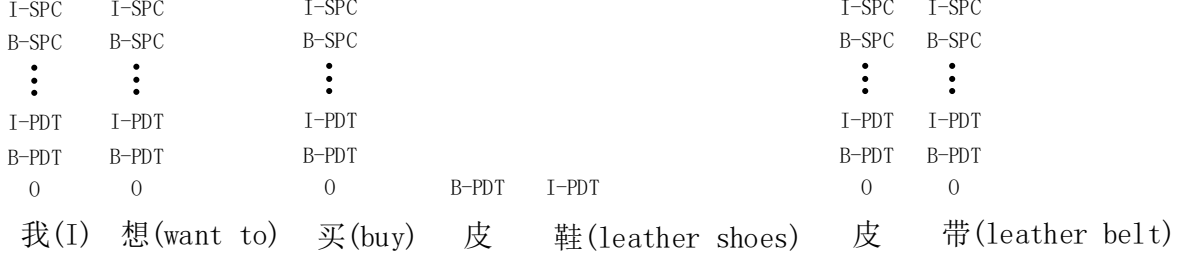 I-SPC I-SPC I-SPC I-SPC I-SPC
B-SPC B-SPC B-SPC B-SPC B-SPC
I-PDT I-PDT I-PDT I-PDT I-PDT
B-PDT B-PDT B-PDT B-PDT B-PDT
O O O B-PDT I-PDT O O
我(I) 想(want to) 买(buy) 皮 鞋(leather shoes) 皮 带(leather belt)